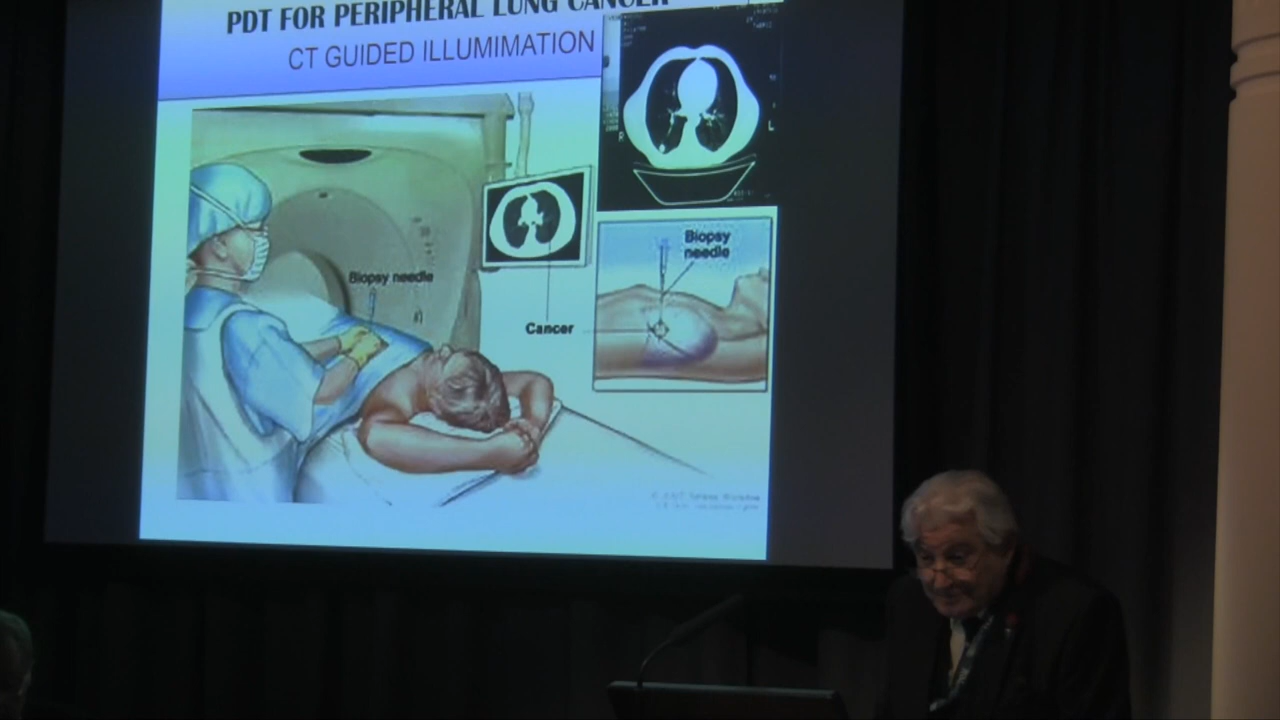 PDT FOR PERIPHERAL LUNG CANCER
CT GUIDED ILLUMIMATION
R
L
Biopsy
needle
Biopsy needle
Cancer